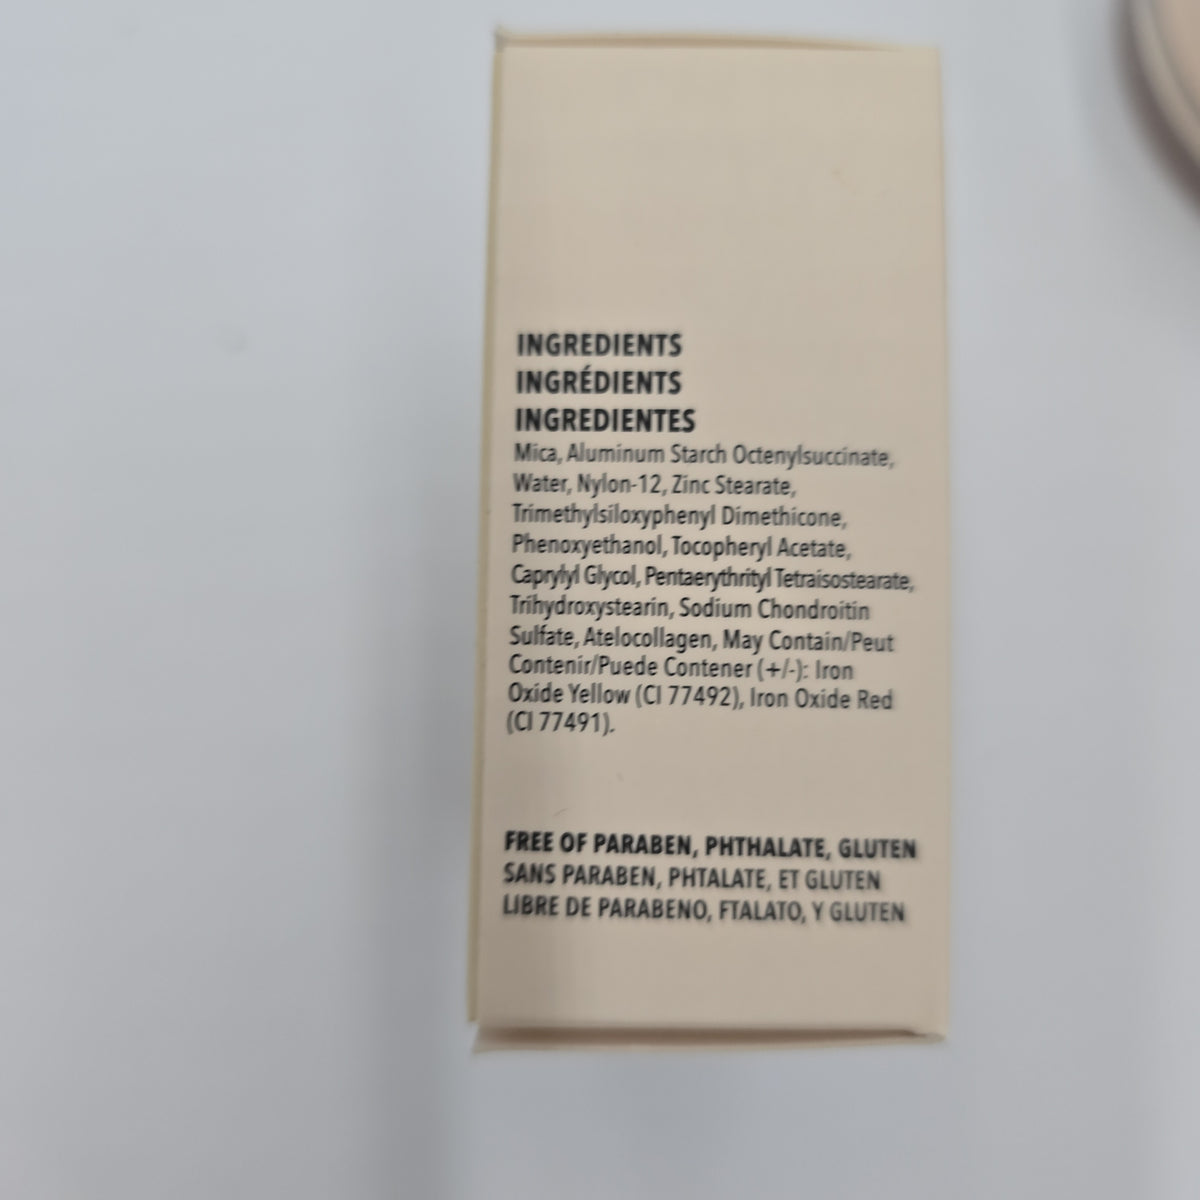 INGREDIENTS
INGRÉDIENTS
INGREDIENTES
Mica, Aluminum Starch Octenylsuccinate,
Water, Nylon-12, Zinc Stearate,
Trimethylsiloxyphenyl Dimethicone,
Phenoxyethanol, Tocopheryl Acetate,
Caprylyl Glycol, Pentaerythrityl Tetraisostearate,
Trihydroxystearin, Sodium Chondroitin
Sulfate, Atelocollagen, May Contain/Peut
Contenir/Puede Contener (+/-): Iron
Oxide Yellow (CI 77492), Iron Oxide Red
(CI 77491).
FREE OF PARABEN, PHTHALATE, GLUTEN
SANS PARABEN, PHTALATE, ET GLUTEN
LIBRE DE PARABENO, FTALATO, Y GLUTEN